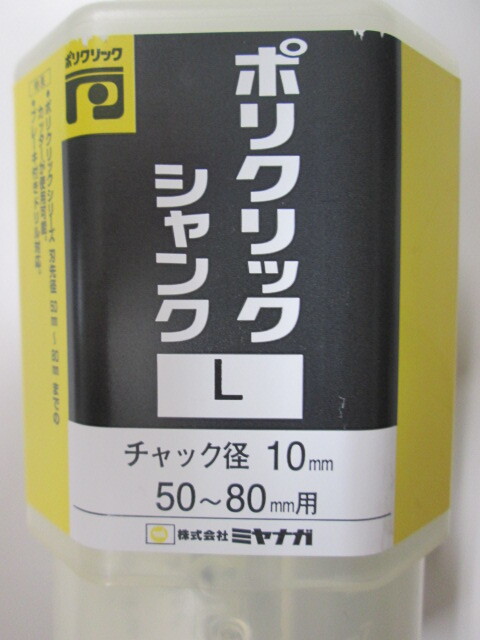 ポリクリック
ポリクリック
シャンク
L
チャック径 10mm
50～80mm用
株式会社 ミヤナガ